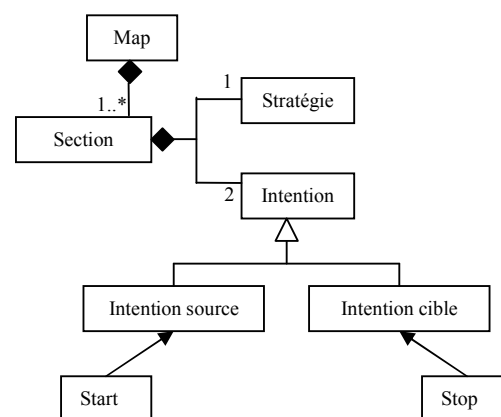 Map
1..*
1
Stratégie
Section
2
Intention
Intention source
Intention cible
Start
Stop